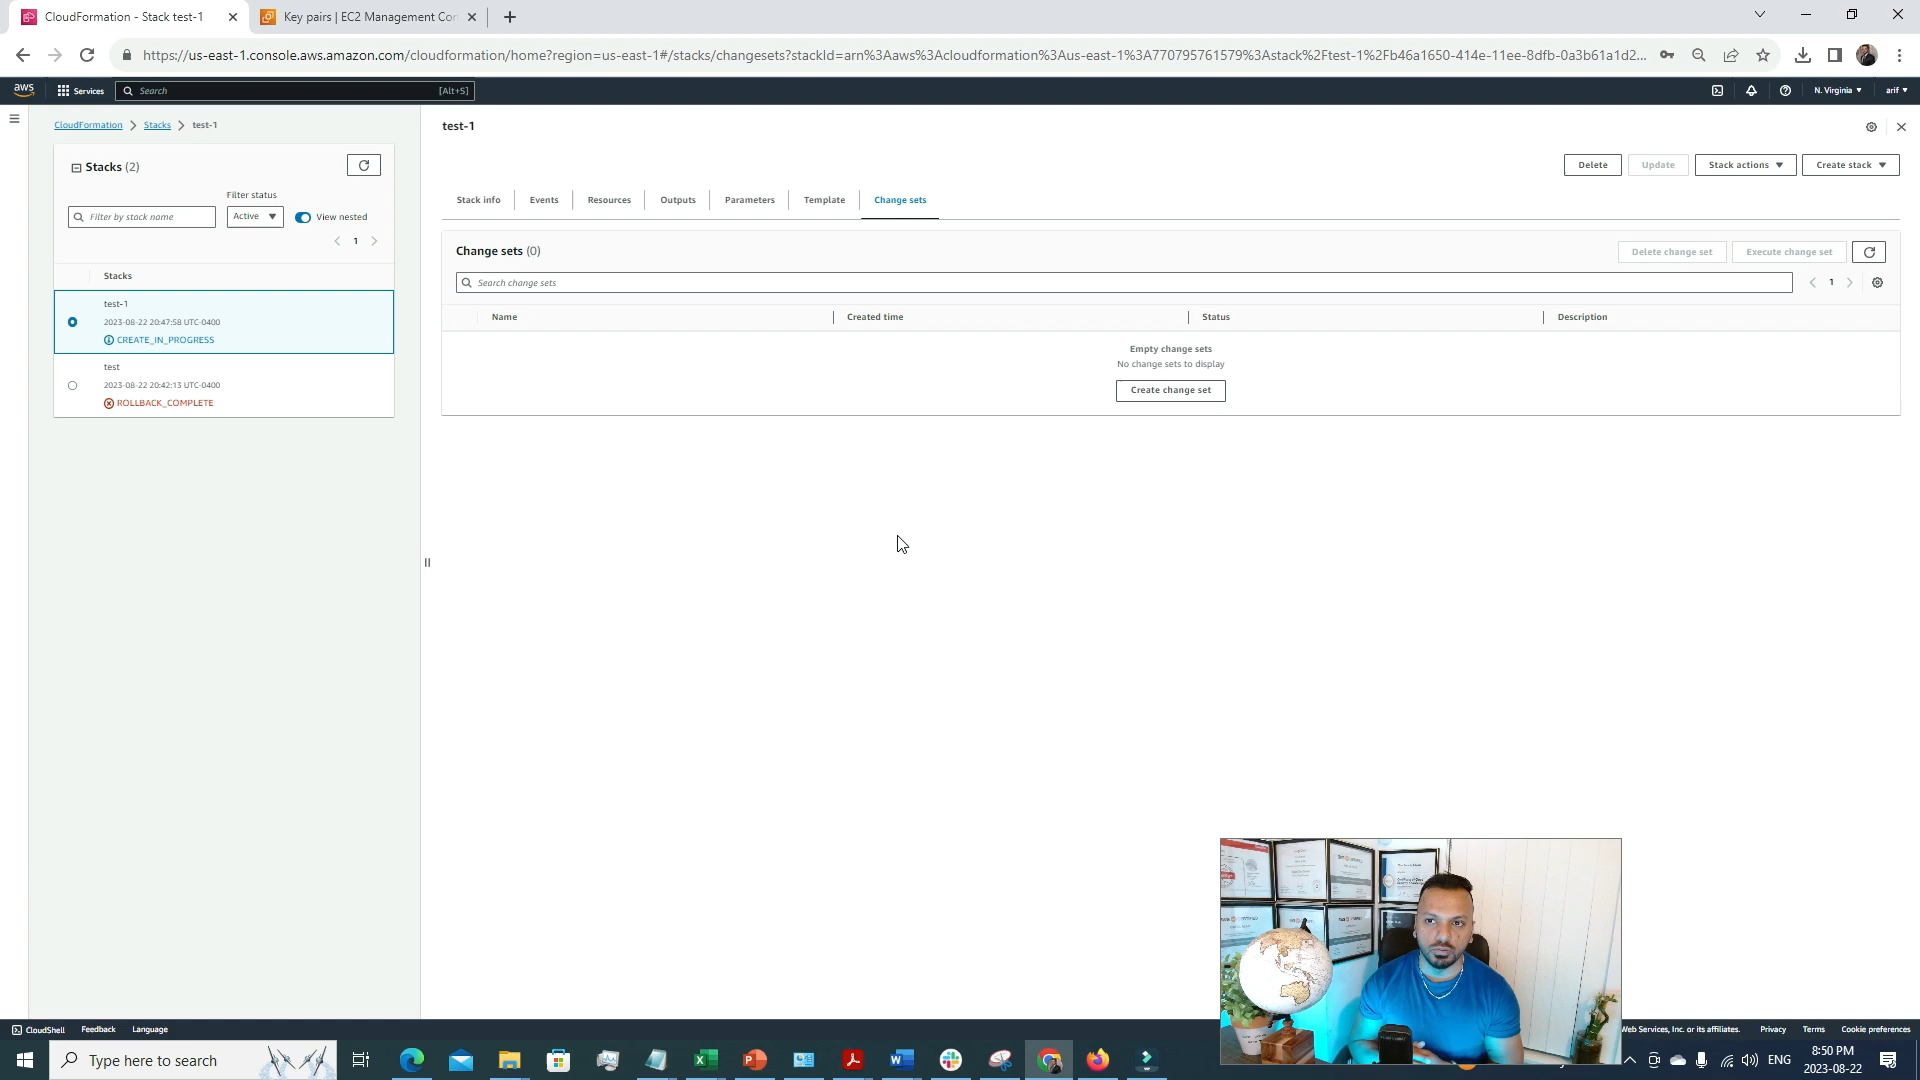 CloudFormation - Stack test-1
Key pairs | EC2 Management Con
https://us-east-1.console.aws.amazon.com/cloudformation/home?region=us-east-1#/stacks/changesets?stackId=arn%3Aaws%3Acloudformation%3Aus-east-1%3A770795761579%3Astack%2Ftest-1%2Fb46a1650-414e-11ee-8dfb-0a3b61a1d2...
aws
Services
Search
[Alt+S]
N. Virginia
arif
CloudFormation
Stacks
test-1
Stacks (2)
Filter status
Filter by stack name
Active
View nested
1
Stacks
test-1
2023-08-22 20:47:58 UTC-0400
CREATE_IN_PROGRESS
test
2023-08-22 20:42:13 UTC-0400
ROLLBACK_COMPLETE
test-1
Delete
Update
Stack actions
Create stack
Stack info
Events
Resources
Outputs
Parameters
Template
Change sets
Change sets (0)
Delete change set
Execute change set
Search change sets
1
Name
Created time
Status
Description
Empty change sets
No change sets to display
Create change set
CloudShell
Feedback
Language
Web Services, Inc. or its affiliates.
Privacy
Terms
Cookie preferences
Type here to search
ENG
8:50 PM
2023-08-22